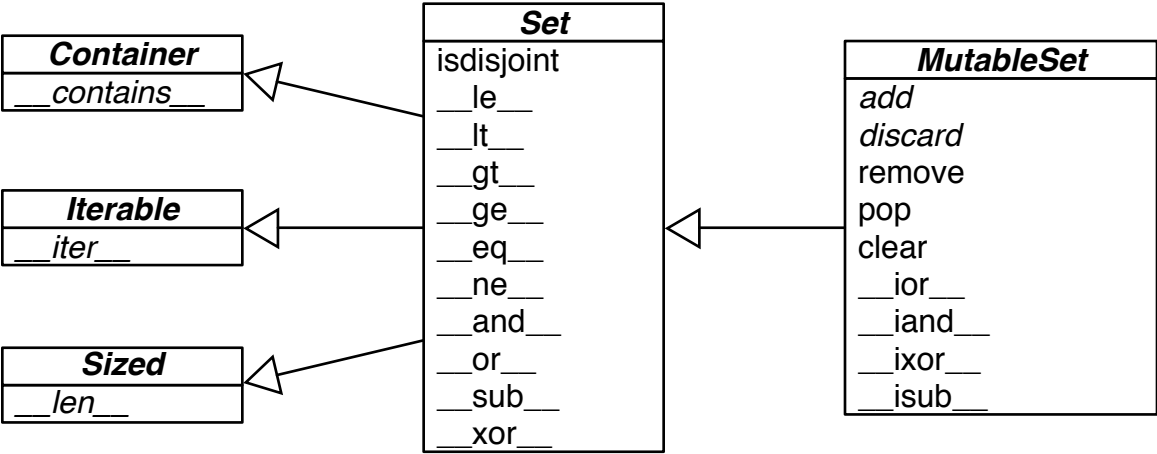 Container
__contains__
Iterable
__iter__
Sized
__len__
Set
isdisjoint
__le__
__lt__
__gt__
__ge__
__eq__
__ne__
__and__
__or__
__sub__
__xor__
MutableSet
add
discard
remove
pop
clear
__ior__
__iand__
__ixor__
__isub__